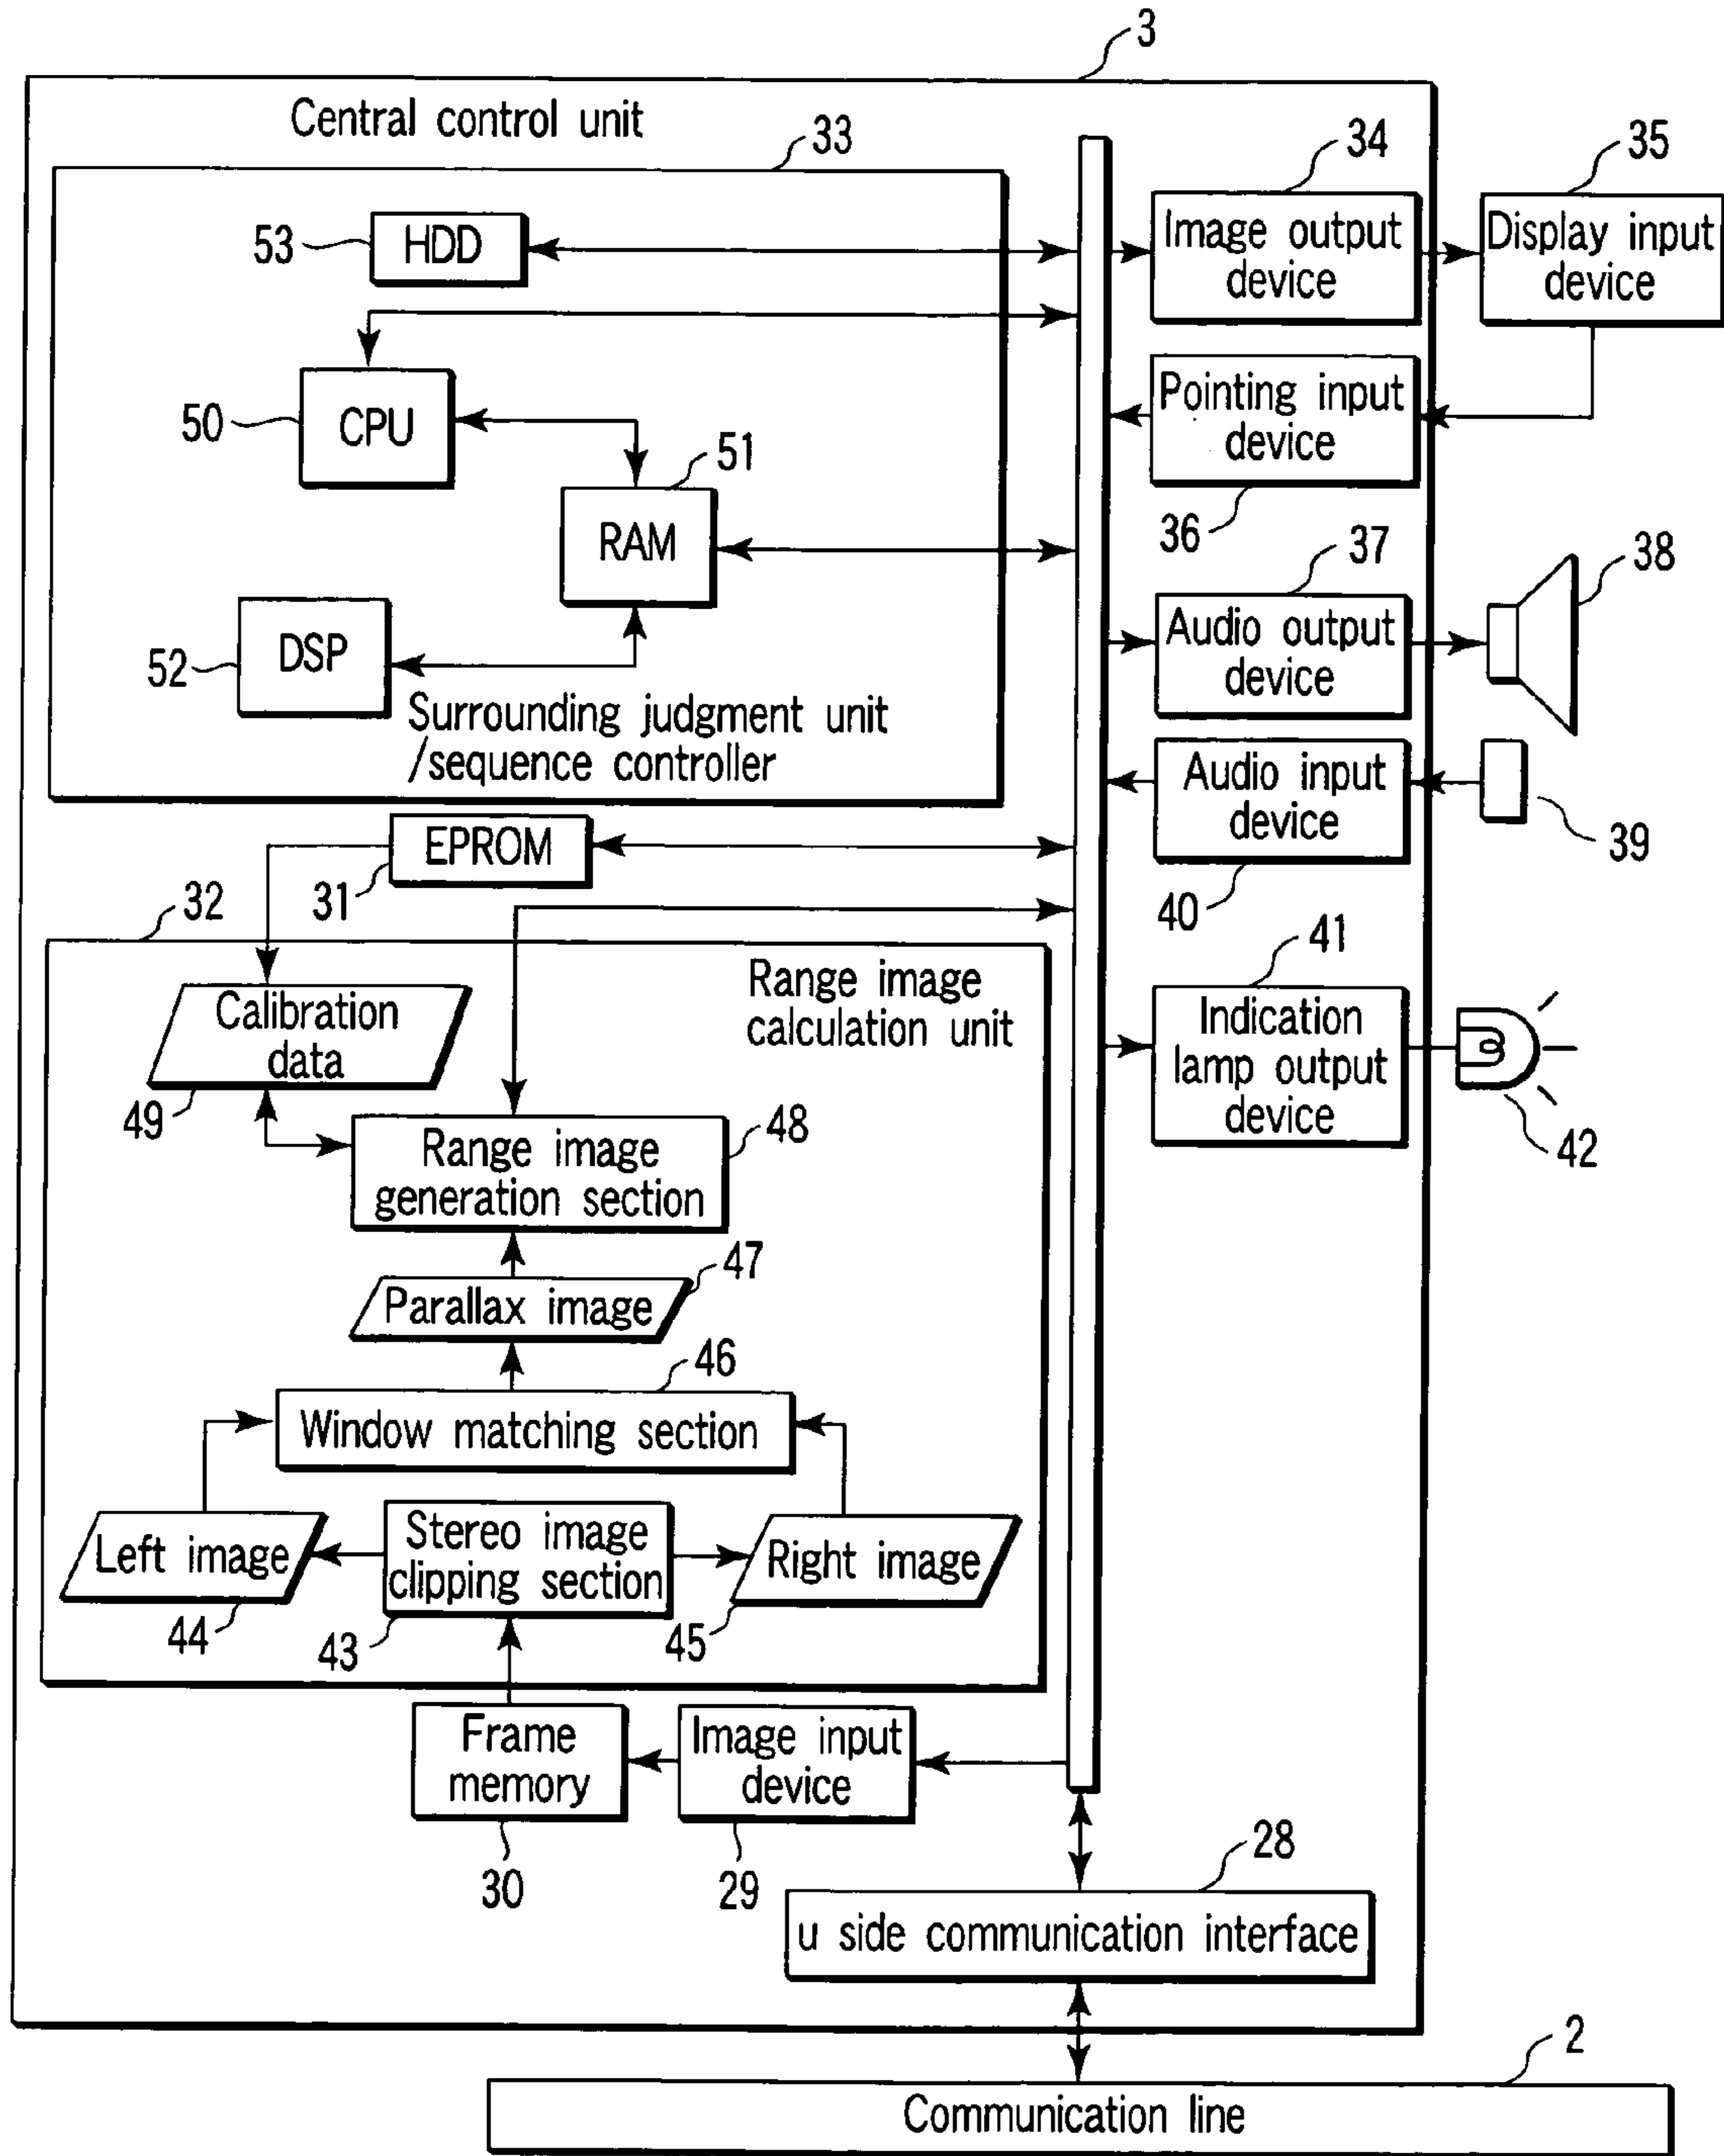 3
Central control unit
33
34
35
53
HDD
Image output
device
Display input
device
50
CPU
Pointing input
device
36
51
RAM
37
38
Audio output
device
52
DSP
Surrounding judgment unit
/sequence controller
Audio input
device
39
40
EPROM
31
32
41
Range image
calculation unit
Calibration
data
49
Indication
lamp output
device
42
48
Range image
generation section
47
Parallax image
46
Window matching section
Left image
44
Stereo image
clipping section
43
Right image
45
Frame
memory
30
Image input
device
29
28
u side communication interface
2
Communication line